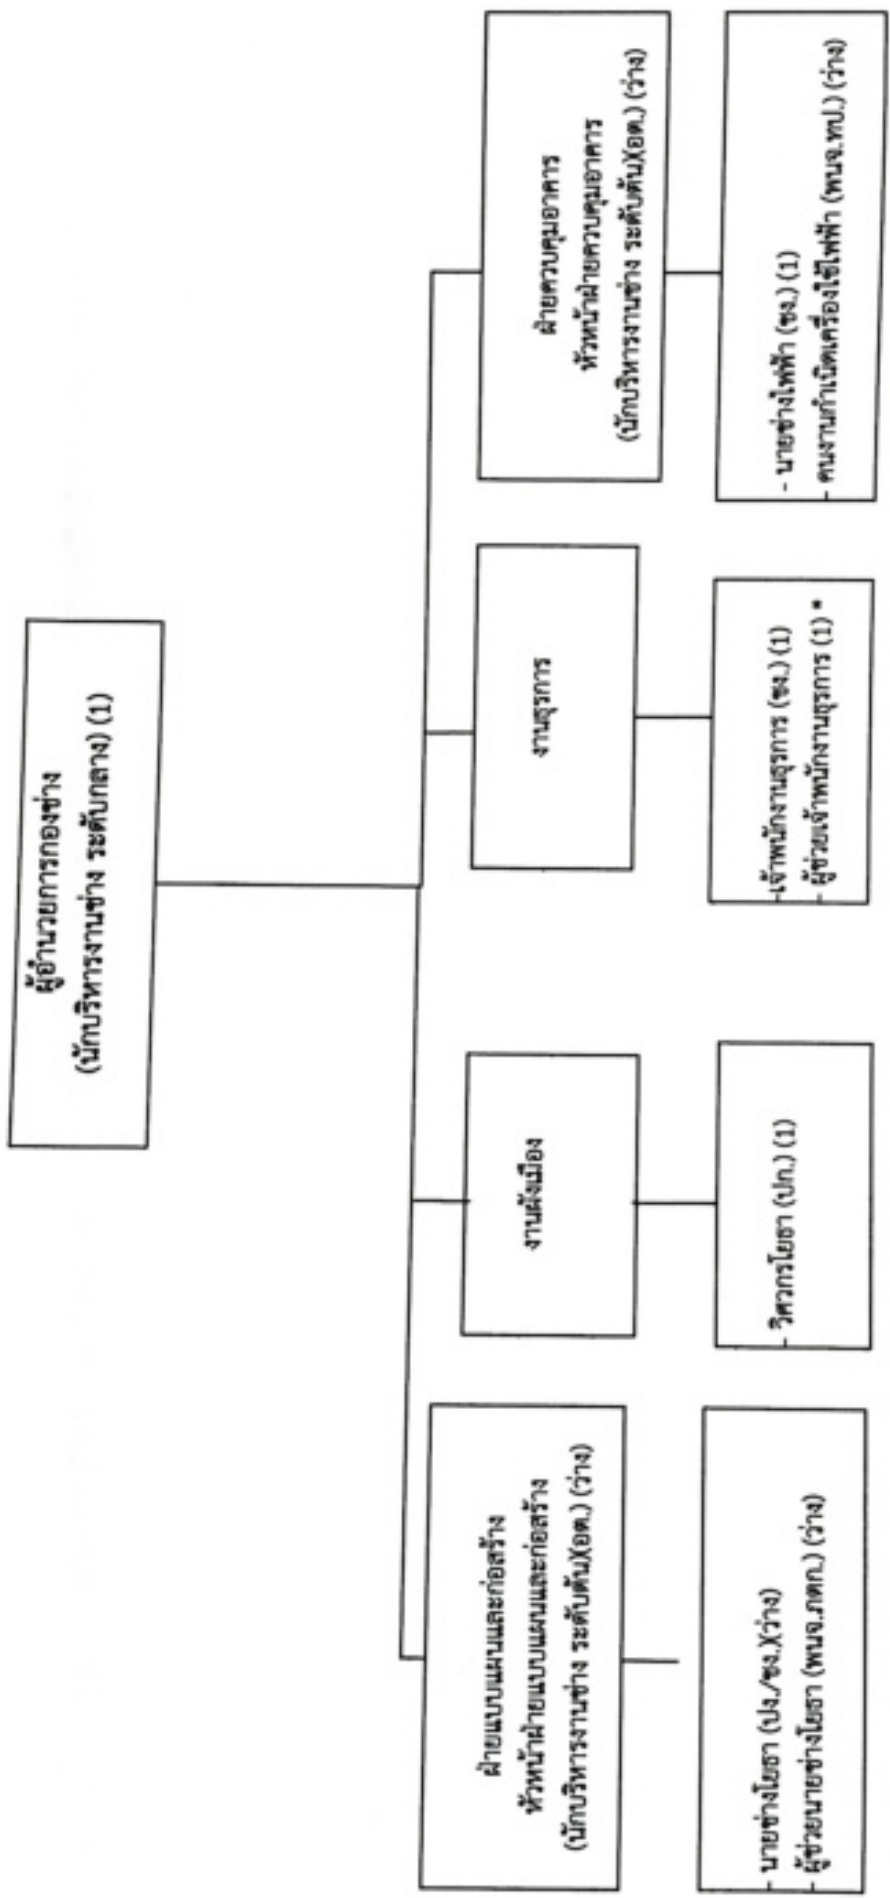 ผู้อำนวยการกองช่าง
(นักบริหารงานช่าง ระดับกลาง) (1)
ฝ่ายแบบแผนและก่อสร้าง
หัวหน้าฝ่ายแบบแผนและก่อสร้าง
(นักบริหารงานช่าง ระดับต้น)(อต.) (ว่าง)
งานผังเมือง
งานธุรการ
ฝ่ายควบคุมอาคาร
หัวหน้าฝ่ายควบคุมอาคาร
(นักบริหารงานช่าง ระดับต้น)(อต.) (ว่าง)
- นายช่างโยธา (ปง./ชง.)(ว่าง)
- ผู้ช่วยนายช่างโยธา (พนจ.ภตก.) (ว่าง)
- วิศวกรโยธา (ปก.) (1)
- เจ้าพนักงานธุรการ (ชง.) (1)
- ผู้ช่วยเจ้าพนักงานธุรการ (1) *
- นายช่างไฟฟ้า (ชง.) (1)
- คนงานกำเนิดเครื่องใช้ไฟฟ้า (พนจ.ทป.) (ว่าง)